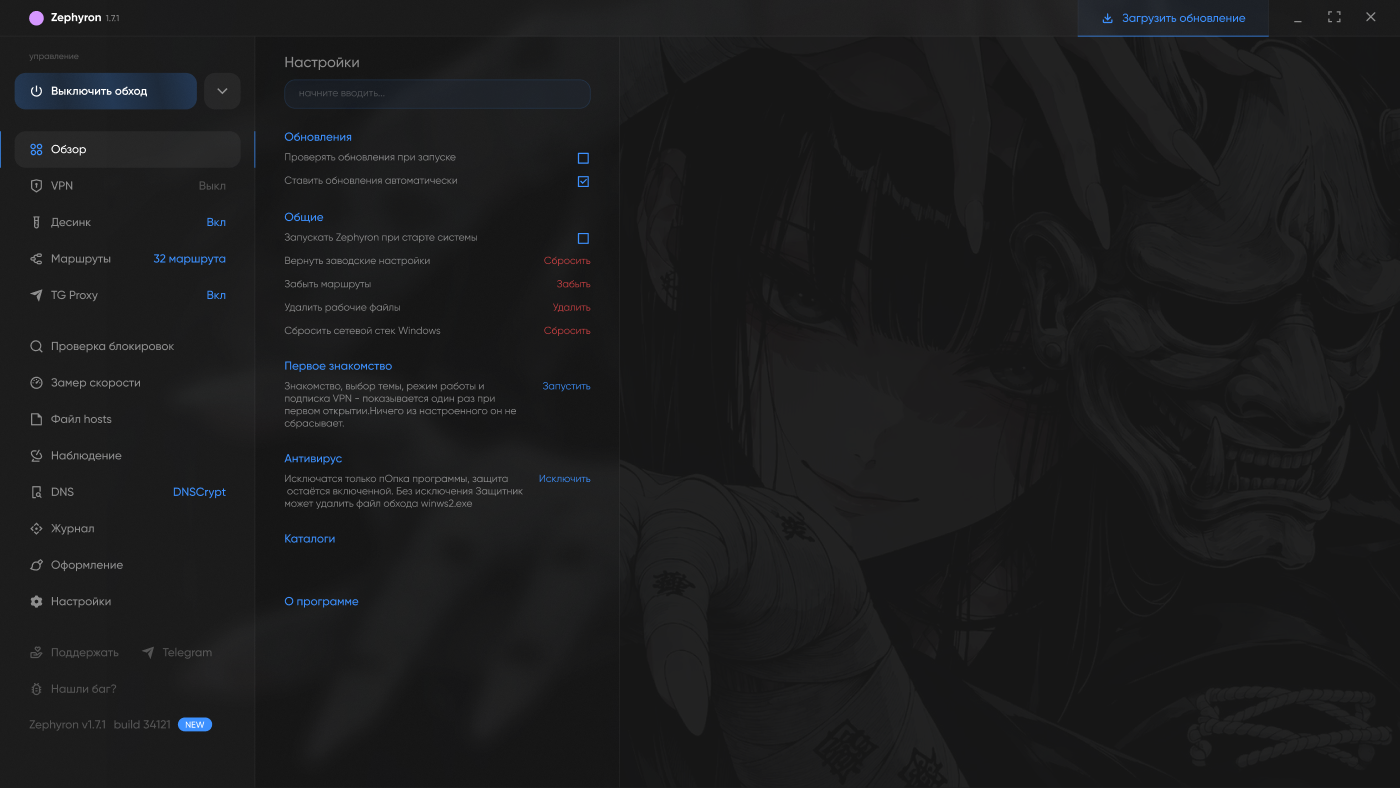 Zephyron 1.7.1
Загрузить обновление
управление
Выключить обход
Обзор
VPN Выкл
Десинк Вкл
Маршруты 32 маршрута
TG Proxy Вкл
Проверка блокировок
Замер скорости
Файл hosts
Наблюдение
DNS DNSCrypt
Журнал
Оформление
Настройки
Поддержать Telegram
Нашли баг?
Zephyron v1.7.1 build 34121 NEW
Настройки
начните вводить...
Обновления
Проверять обновления при запуске
Ставить обновления автоматически
Общие
Запускать Zephyron при старте системы
Вернуть заводские настройки Сбросить
Забыть маршруты Забыть
Удалить рабочие файлы Удалить
Сбросить сетевой стек Windows Сбросить
Первое знакомство
Знакомство, выбор темы, режим работы и Запустить
подписка VPN - показывается один раз при
первом открытии.Ничего из настроенного он не
сбрасывает.
Антивирус
Исключатся только пОпка программы, защита Исключить
остаётся включенной. Без исключения Защитник
может удалить файл обхода winws2.exe
Каталоги
О программе